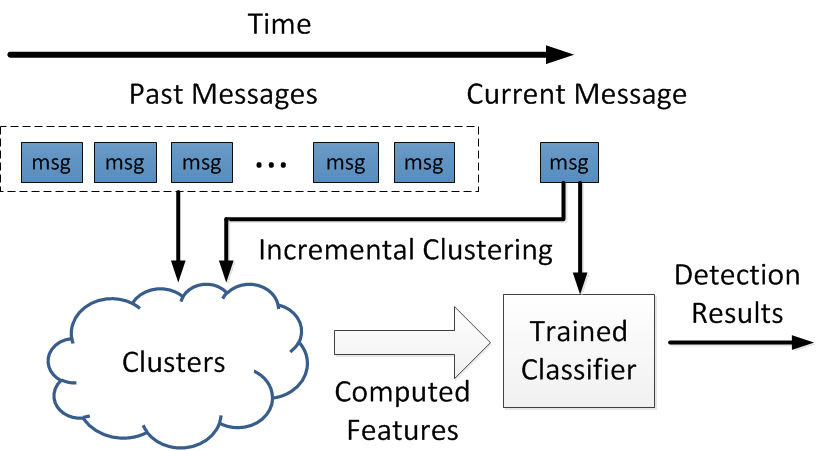 Time
Past Messages
Current Message
msg
msg
msg
...
msg
msg
msg
Incremental Clustering
Clusters
Computed
Features
Trained
Classifier
Detection
Results